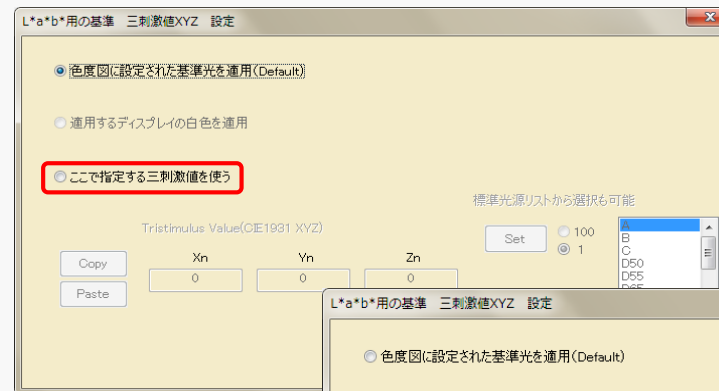 L*a*b*用の基準　三刺激値XYZ　設定
色度図に設定された基準光を適用(Default)
適用するディスプレイの白色を適用
ここで指定する三刺激値を使う
標準光源リストから選択も可能
Tristimulus Value(CIE1931 XYZ)
Set
100
1
A
B
C
D50
D55
D65
Copy
Paste
Xn
Yn
Zn
0
0
0
L*a*b*用の基準　三刺激値XYZ　設定
色度図に設定された基準光を適用(Default)